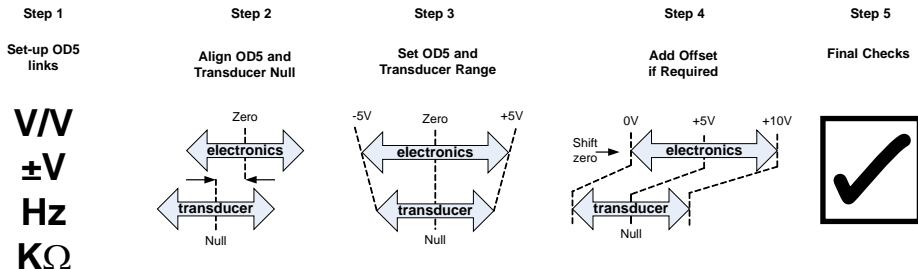 Step 1
Set-up OD5
links
V/V
±V
Hz
KΩ
Step 2
Align OD5 and
Transducer Null
Zero
electronics
transducer
Null
Step 3
Set OD5 and
Transducer Range
-5V
Zero
+5V
electronics
transducer
Null
Step 4
Add Offset
if Required
0V
+5V
+10V
Shift
zero
electronics
transducer
Null
Step 5
Final Checks